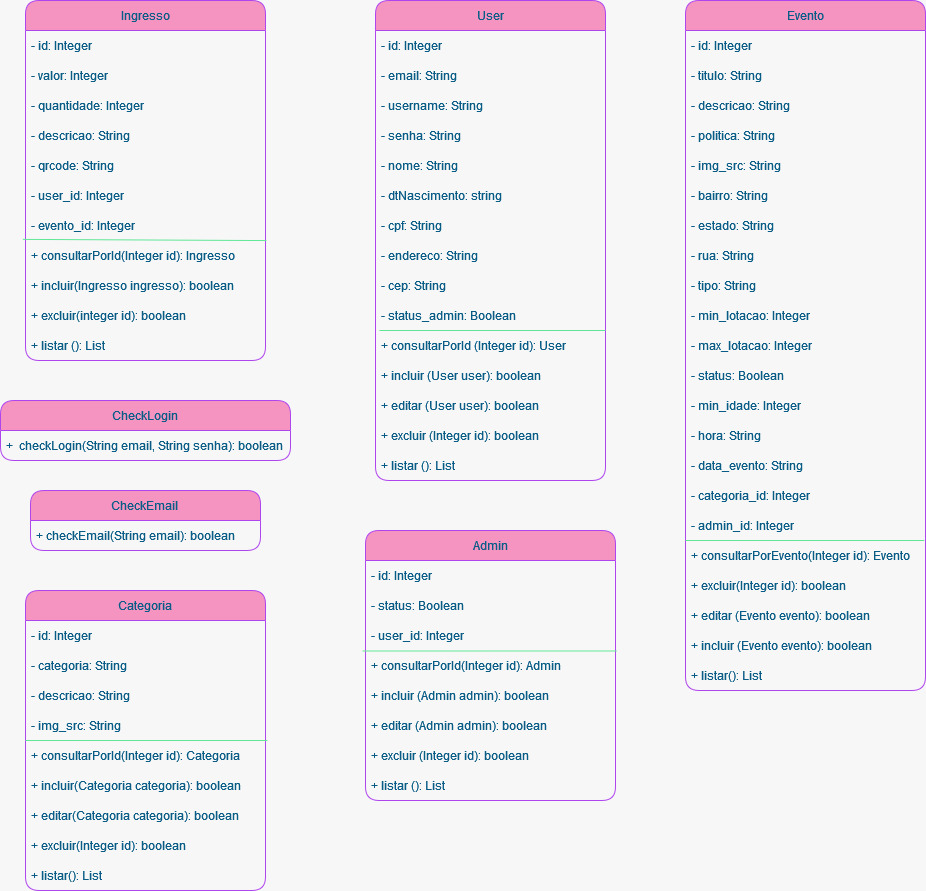 Ingresso
- id: Integer
- valor: Integer
- quantidade: Integer
- descricao: String
- qrcode: String
- user_id: Integer
- evento_id: Integer
+ consultarPorId(Integer id): Ingresso
+ incluir(Ingresso ingresso): boolean
+ excluir(integer id): boolean
+ listar (): List
CheckLogin
+ checkLogin(String email, String senha): boolean
CheckEmail
+ checkEmail(String email): boolean
Categoria
- id: Integer
- categoria: String
- descricao: String
- img_src: String
+ consultarPorId(Integer id): Categoria
+ incluir(Categoria categoria): boolean
+ editar(Categoria categoria): boolean
+ excluir(Integer id): boolean
+ listar(): List
User
- id: Integer
- email: String
- username: String
- senha: String
- nome: String
- dtNascimento: string
- cpf: String
- endereco: String
- cep: String
- status_admin: Boolean
+ consultarPorId (Integer id): User
+ incluir (User user): boolean
+ editar (User user): boolean
+ excluir (Integer id): boolean
+ listar (): List
Admin
- id: Integer
- status: Boolean
- user_id: Integer
+ consultarPorId(Integer id): Admin
+ incluir (Admin admin): boolean
+ editar (Admin admin): boolean
+ excluir (Integer id): boolean
+ listar (): List
Evento
- id: Integer
- titulo: String
- descricao: String
- politica: String
- img_src: String
- bairro: String
- estado: String
- rua: String
- tipo: String
- min_lotacao: Integer
- max_lotacao: Integer
- status: Boolean
- min_idade: Integer
- hora: String
- data_evento: String
- categoria_id: Integer
- admin_id: Integer
+ consultarPorEvento(Integer id): Evento
+ excluir(Integer id): boolean
+ editar (Evento evento): boolean
+ incluir (Evento evento): boolean
+ listar(): List